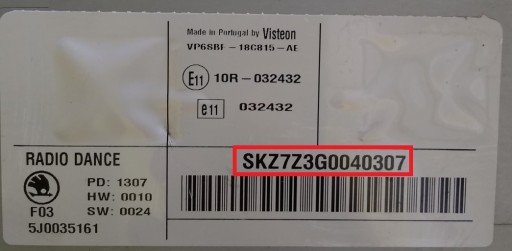 Made in Portugal by Visteon
VP6SBF-18C815-AE
E11 10R-032432
e11 032432
RADIO DANCE
SKZ7Z3G0040307
PD: 1307
HW: 0010
F03 SW: 0024
5J0035161